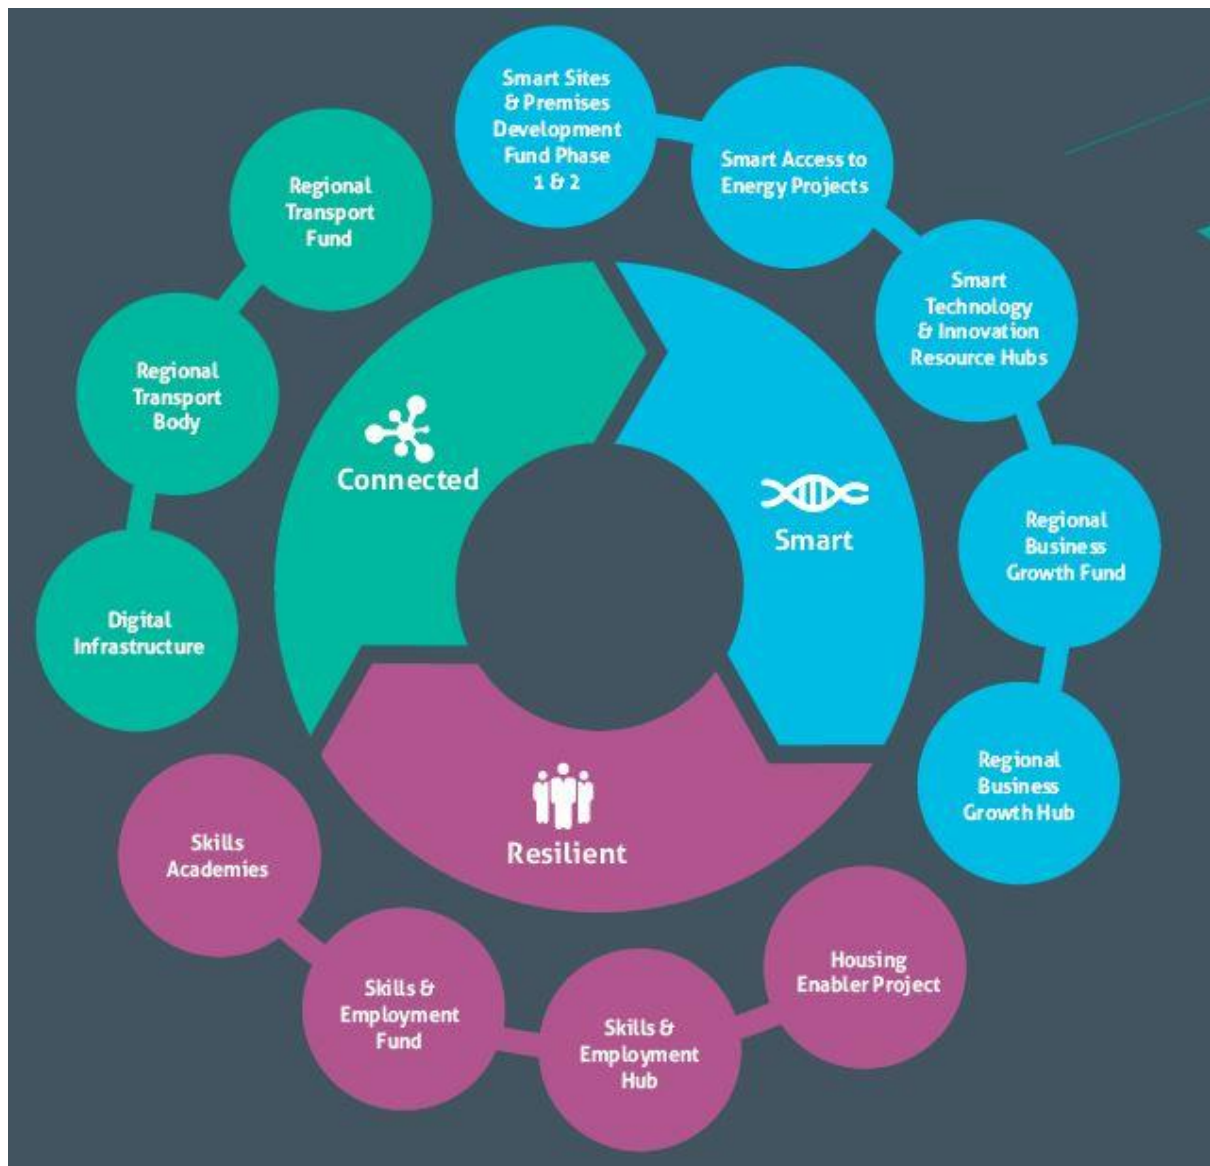 Smart Sites
& Premises
Development
Fund Phase
1 & 2
Smart Access to
Energy Projects
Smart
Technology
& Innovation
Resource Hubs
Regional
Business
Growth Fund
Regional
Business
Growth Hub
Regional
Transport
Fund
Regional
Transport
Body
Digital
Infrastructure
Connected
Smart
Resilient
Skills
Academies
Skills &
Employment
Fund
Skills &
Employment
Hub
Housing
Enabler Project